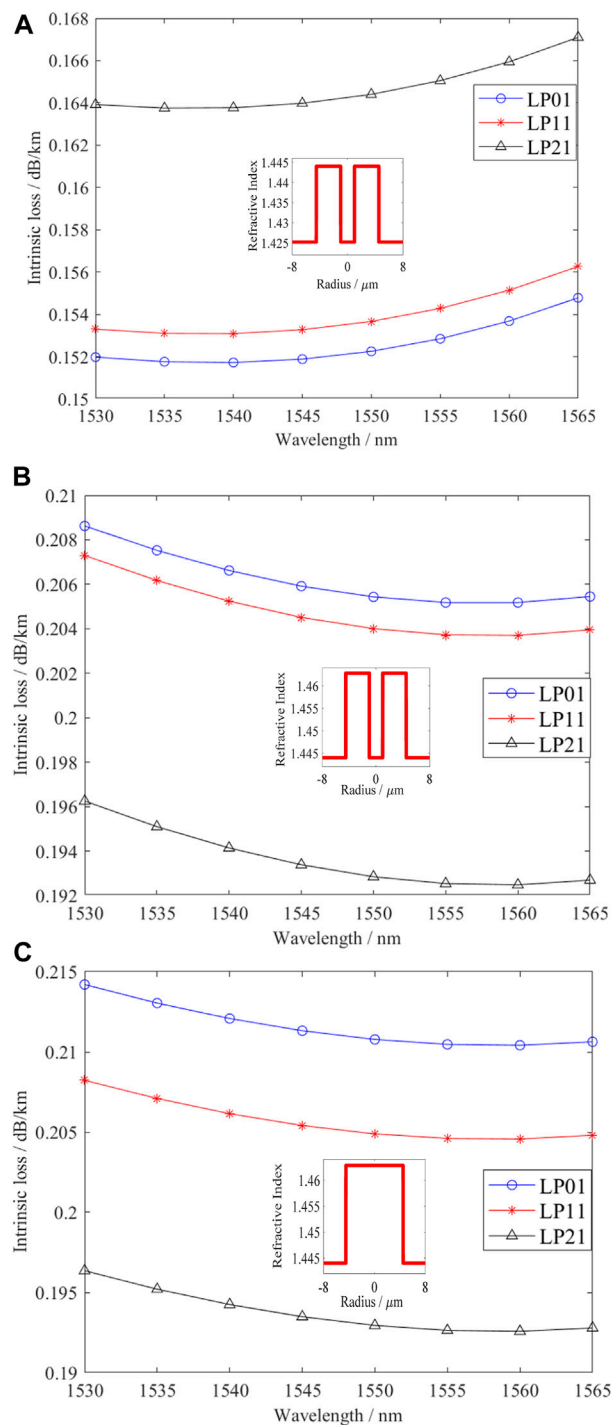 A
0.168
0.166
0.164
0.162
0.16
0.156
0.154
0.152
0.15
Intrinsic loss / dB/km
LP01
LP11
LP21
1.445
1.44
1.435
1.43
1.425
Refractive Index
-8 0 8
Radius / μm
1530 1535 1540 1545 1550 1555 1560 1565
Wavelength / nm
B
0.21
0.208
0.206
0.204
0.202
0.2
0.198
0.196
0.194
0.192
Intrinsic loss / dB/km
LP01
LP11
LP21
1.46
1.455
1.45
1.445
Refractive Index
-8 0 8
Radius / μm
1530 1535 1540 1545 1550 1555 1560 1565
Wavelength / nm
C
0.215
0.21
0.205
0.2
0.195
0.19
Intrinsic loss / dB/km
LP01
LP11
LP21
1.46
1.455
1.45
1.445
Refractive Index
-8 0 8
Radius / μm
1530 1535 1540 1545 1550 1555 1560 1565
Wavelength / nm